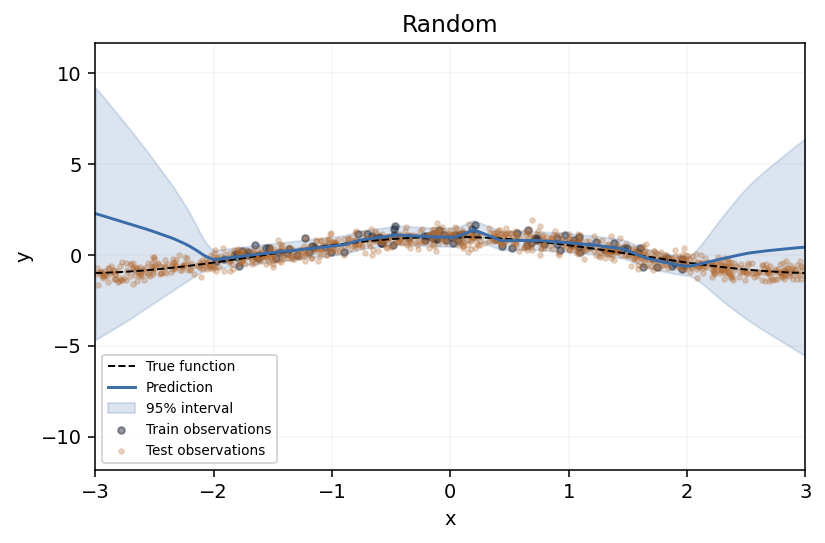 Random
10
5
0
−5
−10
y
True function
Prediction
95% interval
Train observations
Test observations
−3
−2
−1
0
1
2
3
x